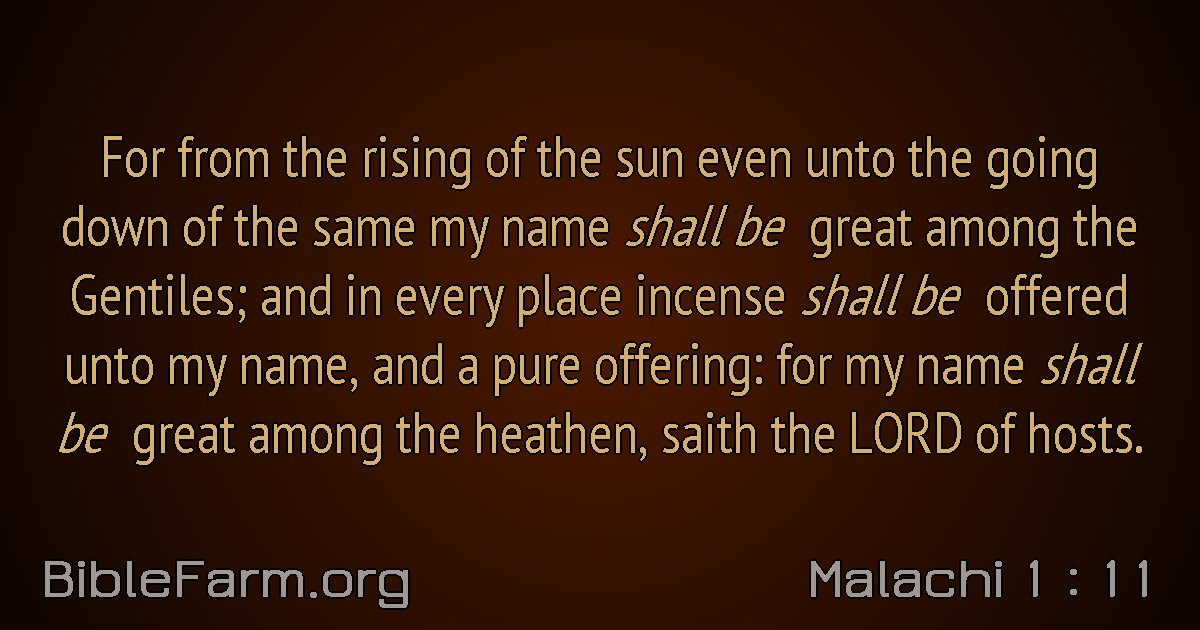 For from the rising of the sun even unto the going
down of the same my name shall be great among the
Gentiles; and in every place incense shall be offered
unto my name, and a pure offering: for my name shall
be great among the heathen, saith the LORD of hosts.
BibleFarm.org
Malachi 1 : 11